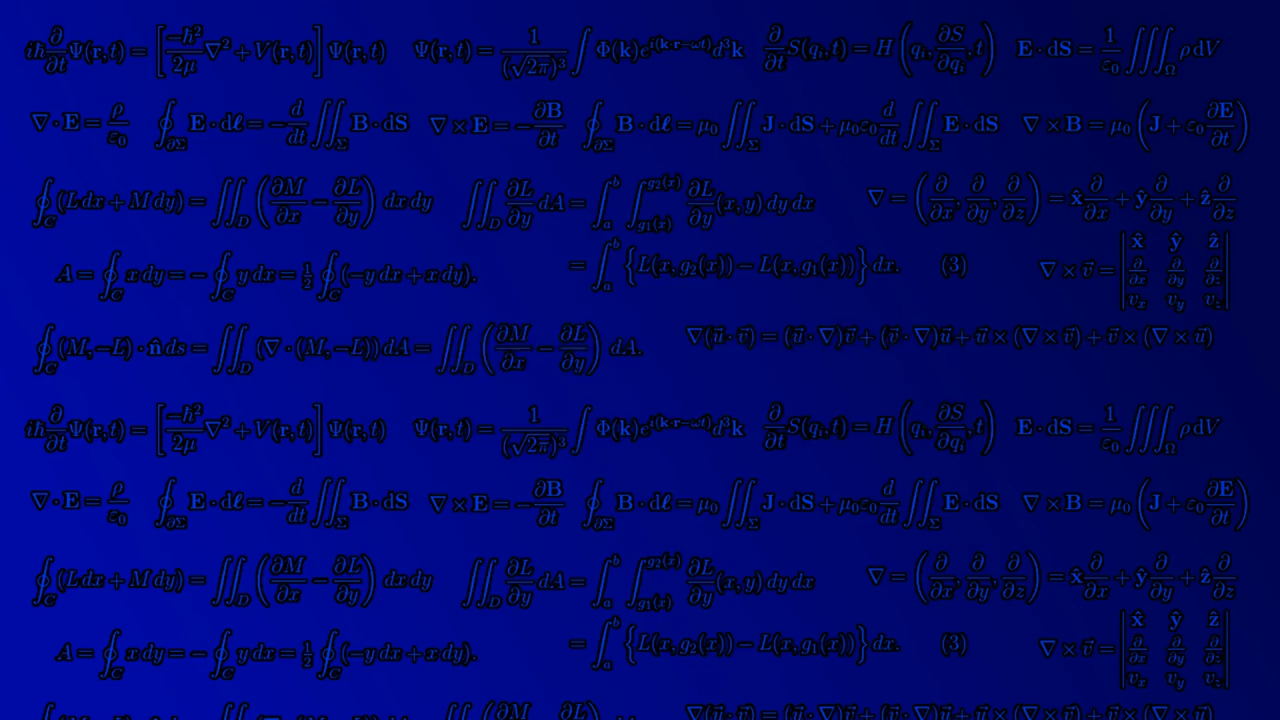 iħ ∂/∂t Ψ(r,t) = [−ħ²/2μ ∇² + V(r,t)] Ψ(r,t)   Ψ(r,t) = 1/(√2π)³ ∫ Φ(k)e^{i(k·r−ωt)}d³k   ∂/∂t S(qᵢ,t) = H(qᵢ, ∂S/∂qᵢ, t)   E · dS = 1/ε₀ ∭_Ω ρ dV
∇ · E = ρ/ε₀   ∮_∂Σ E · dℓ = −d/dt ∬_Σ B · dS   ∇ × E = −∂B/∂t   ∮_∂Σ B · dℓ = μ₀ ∬_Σ J · dS + μ₀ε₀ d/dt ∬_Σ E · dS   ∇ × B = μ₀ (J + ε₀ ∂E/∂t)
∮_C (L dx + M dy) = ∬_D (∂M/∂x − ∂L/∂y) dx dy   ∬_D ∂L/∂y dA = ∫_a^b ∫_{g₁(x)}^{g₂(x)} ∂L/∂y (x,y) dy dx   ∇ = (∂/∂x, ∂/∂y, ∂/∂z) = x̂ ∂/∂x + ŷ ∂/∂y + ẑ ∂/∂z
A = ∮_C x dy = −∮_C y dx = ½ ∮_C (−y dx + x dy).   = ∫_a^b {L(x,g₂(x)) − L(x,g₁(x))} dx.   (3)   ∇ × v⃗ = |x̂ ŷ ẑ; ∂/∂x ∂/∂y ∂/∂z; v_x v_y v_z|
∮_C (M,−L) · n̂ ds = ∬_D (∇ · (M,−L)) dA = ∬_D (∂M/∂x − ∂L/∂y) dA.   ∇(u⃗ · v⃗) = (u⃗ · ∇)v⃗ + (v⃗ · ∇)u⃗ + u⃗ × (∇ × v⃗) + v⃗ × (∇ × u⃗)
iħ ∂/∂t Ψ(r,t) = [−ħ²/2μ ∇² + V(r,t)] Ψ(r,t)   Ψ(r,t) = 1/(√2π)³ ∫ Φ(k)e^{i(k·r−ωt)}d³k   ∂/∂t S(qᵢ,t) = H(qᵢ, ∂S/∂qᵢ, t)   E · dS = 1/ε₀ ∭_Ω ρ dV
∇ · E = ρ/ε₀   ∮_∂Σ E · dℓ = −d/dt ∬_Σ B · dS   ∇ × E = −∂B/∂t   ∮_∂Σ B · dℓ = μ₀ ∬_Σ J · dS + μ₀ε₀ d/dt ∬_Σ E · dS   ∇ × B = μ₀ (J + ε₀ ∂E/∂t)
∮_C (L dx + M dy) = ∬_D (∂M/∂x − ∂L/∂y) dx dy   ∬_D ∂L/∂y dA = ∫_a^b ∫_{g₁(x)}^{g₂(x)} ∂L/∂y (x,y) dy dx   ∇ = (∂/∂x, ∂/∂y, ∂/∂z) = x̂ ∂/∂x + ŷ ∂/∂y + ẑ ∂/∂z
A = ∮_C x dy = −∮_C y dx = ½ ∮_C (−y dx + x dy).   = ∫_a^b {L(x,g₂(x)) − L(x,g₁(x))} dx.   (3)   ∇ × v⃗ = |x̂ ŷ ẑ; ∂/∂x ∂/∂y ∂/∂z; v_x v_y v_z|
∇(u⃗ · v⃗) = (u⃗ · ∇)v⃗ + (v⃗ · ∇)u⃗ + u⃗ × (∇ × v⃗) + v⃗ × (∇ × u⃗)